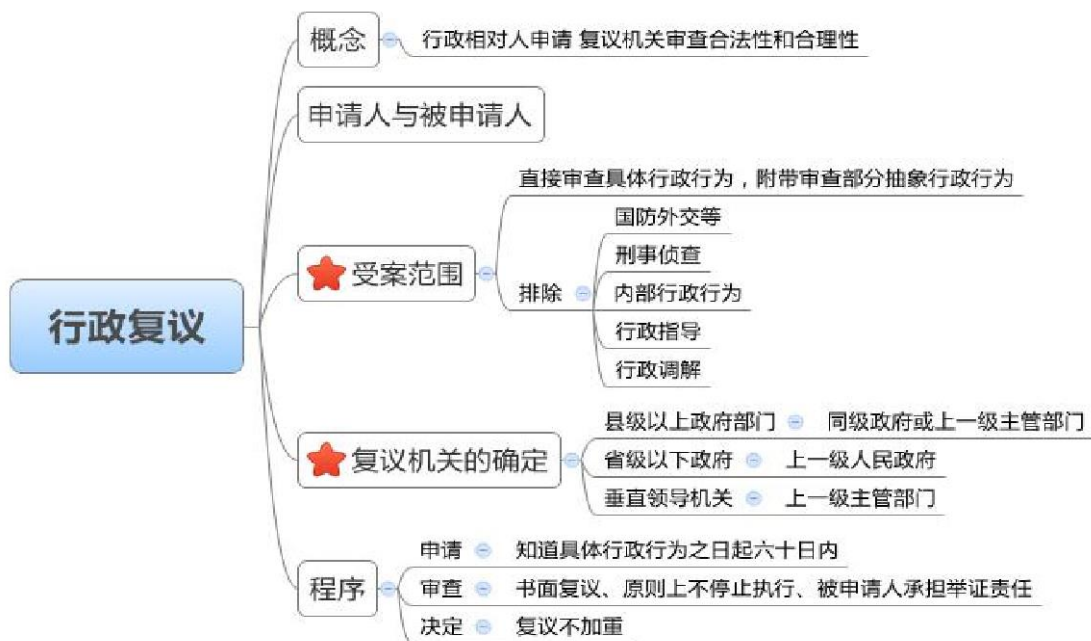 行政复议
概念
行政相对人申请 复议机关审查合法性和合理性
申请人与被申请人
受案范围
直接审查具体行政行为，附带审查部分抽象行政行为
排除
国防外交等
刑事侦查
内部行政行为
行政指导
行政调解
复议机关的确定
县级以上政府部门
同级政府或上一级主管部门
省级以下政府
上一级人民政府
垂直领导机关
上一级主管部门
程序
申请
知道具体行政行为之日起六十日内
审查
书面复议、原则上不停止执行、被申请人承担举证责任
决定
复议不加重